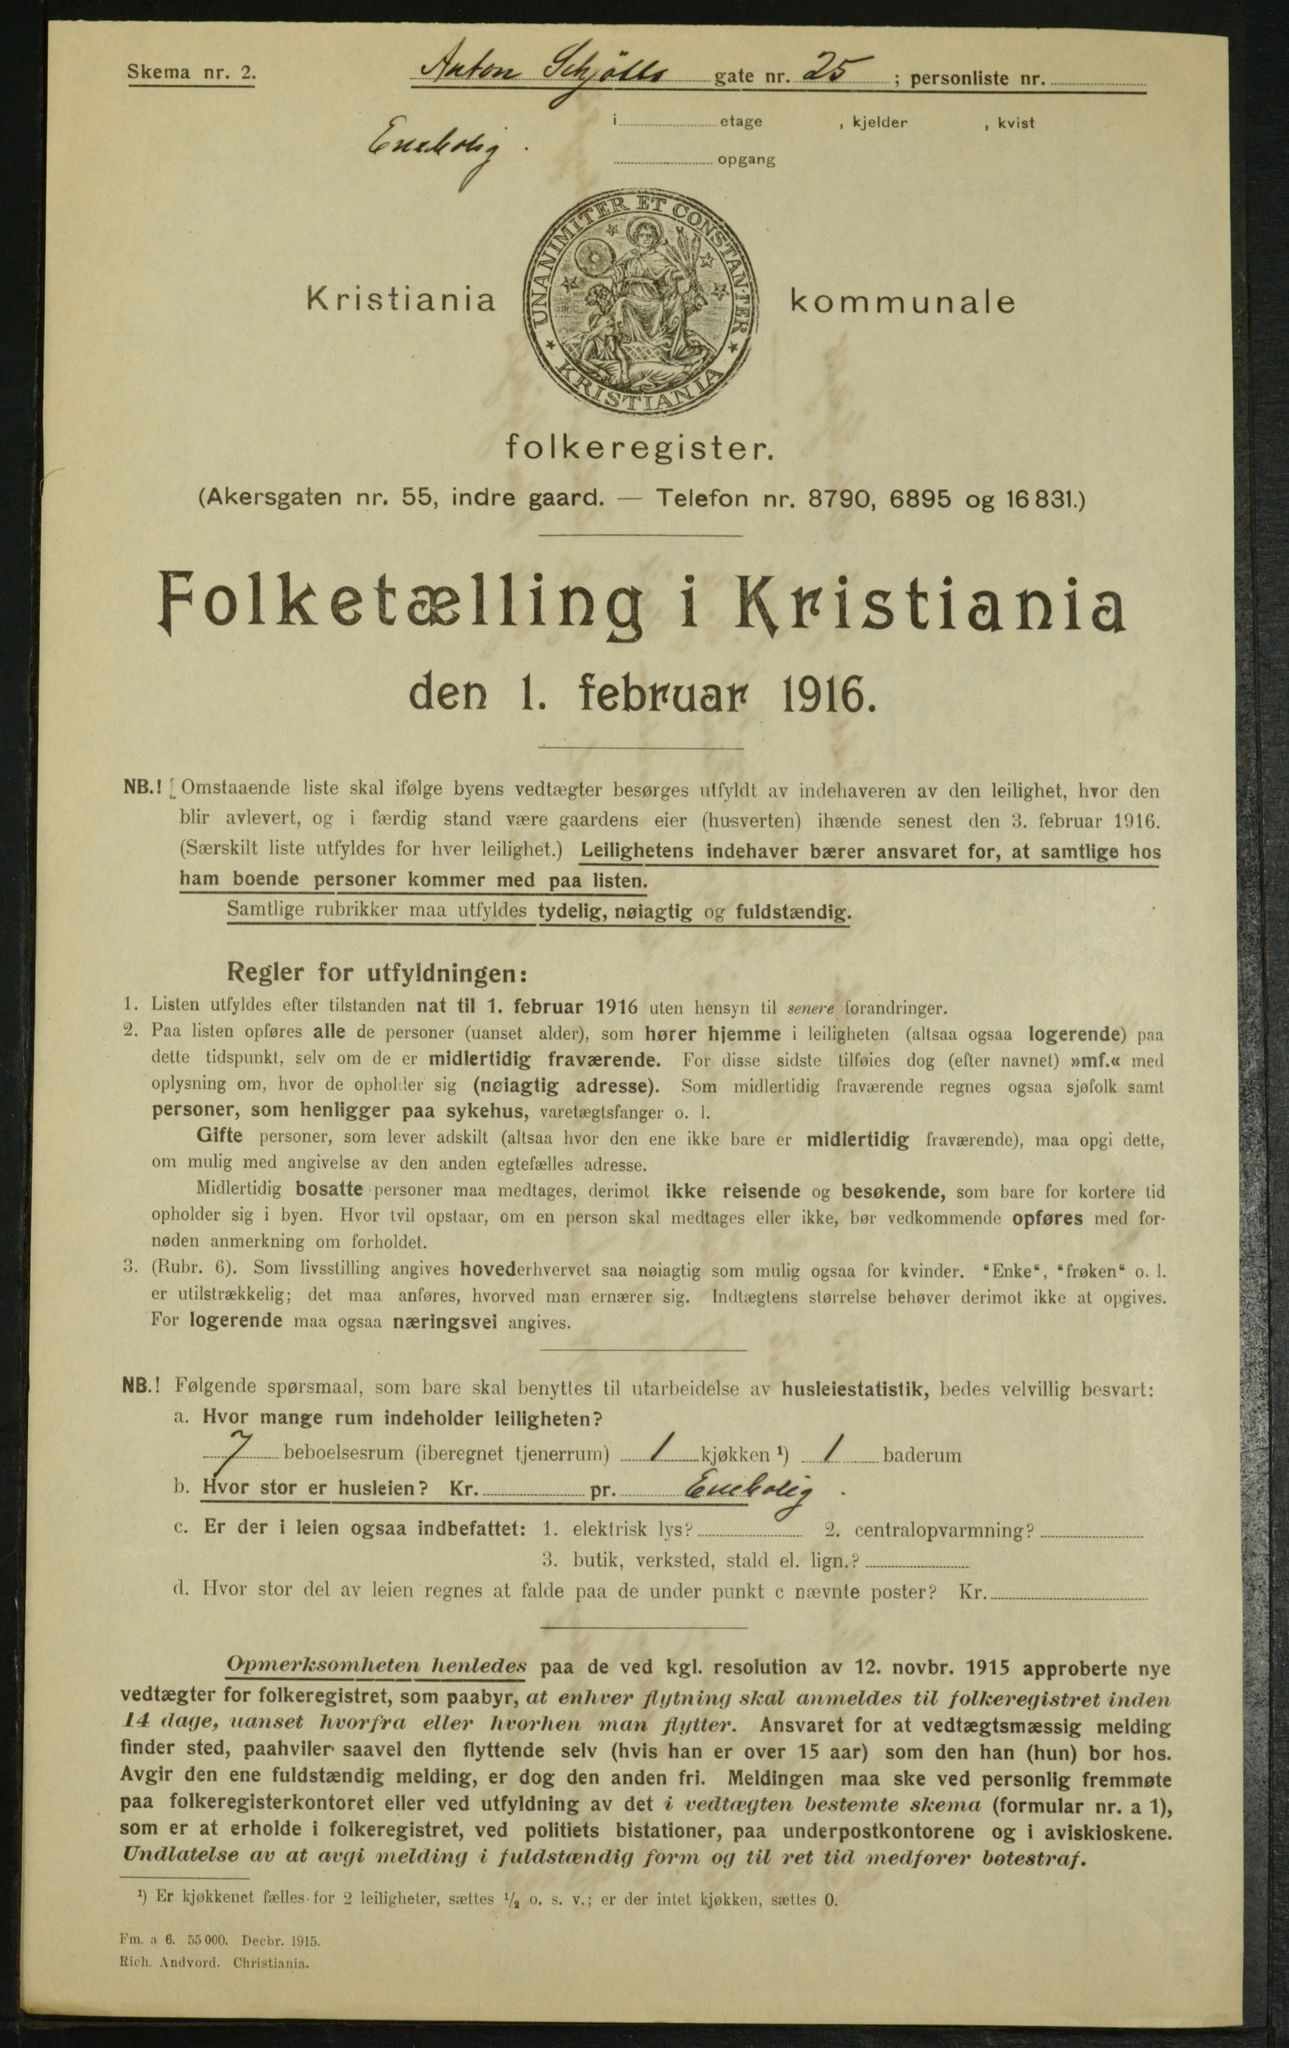 Skema nr. 2.
Anton Schjötts gate nr. 25 ; personliste nr.
i etage , kjelder , kvist
Enebolig.
opgang
UNANIMITER ET CONSTANTER
KRISTIANIA
Kristiania kommunale
folkeregister.
(Akersgaten nr. 55, indre gaard. — Telefon nr. 8790, 6895 og 16 831.)
Folketælling i Kristiania
den 1. februar 1916.
NB.! Omstaaende liste skal ifølge byens vedtægter besørges utfyldt av indehaveren av den leilighet, hvor den
blir avlevert, og i færdig stand være gaardens eier (husverten) ihænde senest den 3. februar 1916.
(Særskilt liste utfyldes for hver leilighet.) Leilighetens indehaver bærer ansvaret for, at samtlige hos
ham boende personer kommer med paa listen.
Samtlige rubrikker maa utfyldes tydelig, nøiagtig og fuldstændig.
Regler for utfyldningen:
1. Listen utfyldes efter tilstanden nat til 1. februar 1916 uten hensyn til senere forandringer.
2. Paa listen opføres alle de personer (uanset alder), som hører hjemme i leiligheten (altsaa ogsaa logerende) paa
dette tidspunkt, selv om de er midlertidig fraværende. For disse sidste tilføies dog (efter navnet) »mf.« med
oplysning om, hvor de opholder sig (nøiagtig adresse). Som midlertidig fraværende regnes ogsaa sjøfolk samt
personer, som henligger paa sykehus, varetægtsfanger o. l.
Gifte personer, som lever adskilt (altsaa hvor den ene ikke bare er midlertidig fraværende), maa opgi dette,
om mulig med angivelse av den anden egtefælles adresse.
Midlertidig bosatte personer maa medtages, derimot ikke reisende og besøkende, som bare for kortere tid
opholder sig i byen. Hvor tvil opstaar, om en person skal medtages eller ikke, bør vedkommende opføres med for-
nøden anmerkning om forholdet.
3. (Rubr. 6). Som livsstilling angives hovederhvervet saa nøiagtig som mulig ogsaa for kvinder. “Enke“, “frøken“ o. l.
er utilstrækkelig; det maa anføres, hvorved man ernærer sig. Indtægtens størrelse behøver derimot ikke at opgives.
For logerende maa ogsaa næringsvei angives.
NB.! Følgende spørsmaal, som bare skal benyttes til utarbeidelse av husleiestatistik, bedes velvillig besvart:
a. Hvor mange rum indeholder leiligheten?
7 beboelsesrum (iberegnet tjenerrum) 1 kjøkken ¹) 1 baderum
b. Hvor stor er husleien? Kr. pr. Enebolig.
c. Er der i leien ogsaa indbefattet: 1. elektrisk lys? 2. centralopvarmning?
3. butik, verksted, stald el. lign.?
d. Hvor stor del av leien regnes at falde paa de under punkt c nævnte poster? Kr.
Opmerksomheten henledes paa de ved kgl. resolution av 12. novbr. 1915 approberte nye
vedtægter for folkeregistret, som paabyr, at enhver flytning skal anmeldes til folkeregistret inden
14 dage, uanset hvorfra eller hvorhen man flytter. Ansvaret for at vedtægtsmæssig melding
finder sted, paahviler saavel den flyttende selv (hvis han er over 15 aar) som den han (hun) bor hos.
Avgir den ene fuldstændig melding, er dog den anden fri. Meldingen maa ske ved personlig fremmøte
paa folkeregisterkontoret eller ved utfyldning av det i vedtægten bestemte skema (formular nr. a 1),
som er at erholde i folkeregistret, ved politiets bistationer, paa underpostkontorene og i aviskioskene.
Undlatelse av at avgi melding i fuldstændig form og til ret tid medfører bøtestraf.
¹) Er kjøkkenet fælles for 2 leiligheter, sættes ½ o. s. v.; er der intet kjøkken, sættes 0.
Fm. a 6. 55 000. Decbr. 1915.
Rich. Andvord. Christiania.